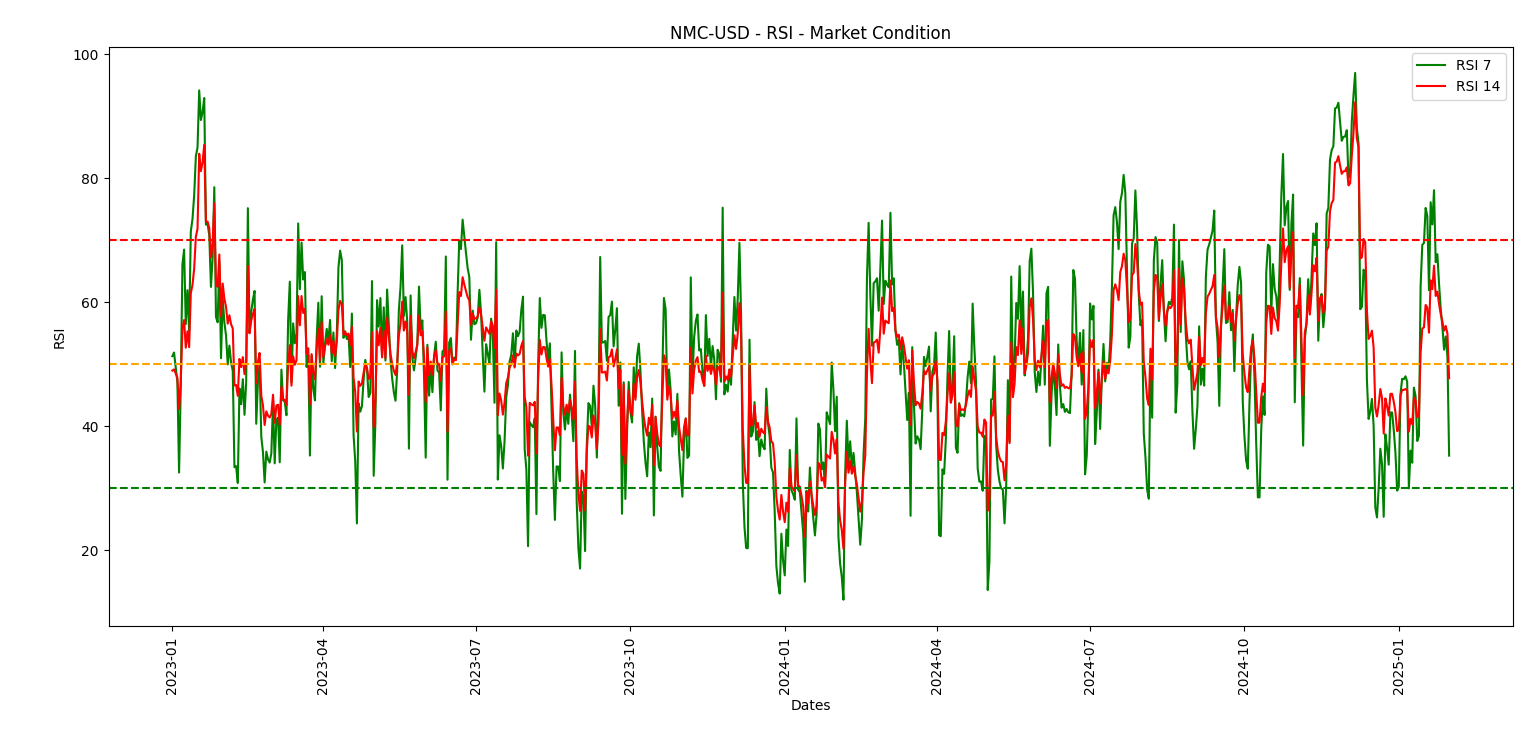 NMC-USD - RSI - Market Condition
RSI 7
RSI 14
RSI
100
80
60
40
20
2023-01
2023-04
2023-07
2023-10
2024-01
2024-04
2024-07
2024-10
2025-01
Dates